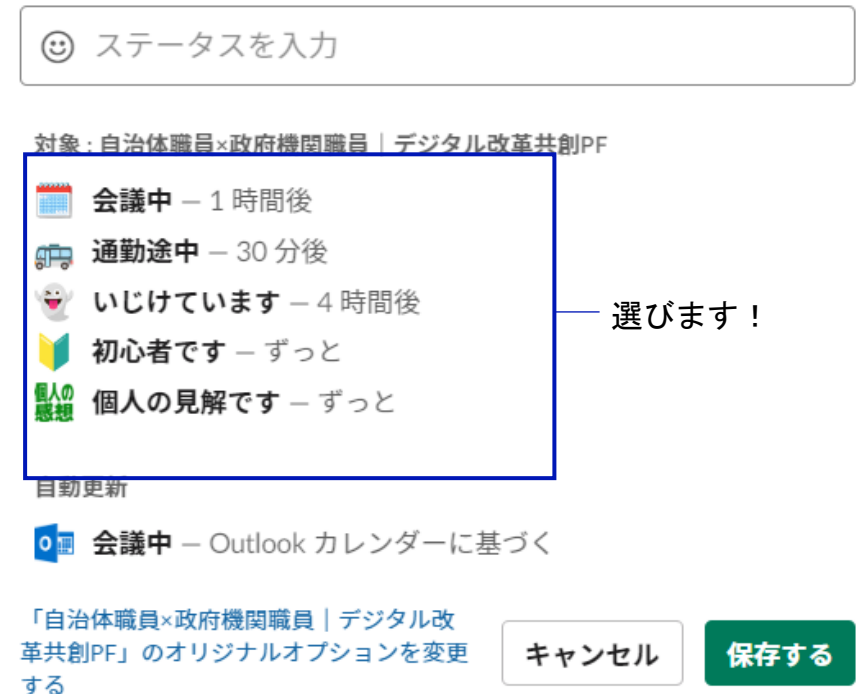 ステータスを入力
対象 : 自治体職員×政府機関職員｜デジタル改革共創PF
会議中 – 1 時間後
通勤途中 – 30 分後
いじけています – 4 時間後
初心者です – ずっと
個人の感想 個人の見解です – ずっと
選びます！
自動更新
会議中 – Outlook カレンダーに基づく
「自治体職員×政府機関職員｜デジタル改
革共創PF」のオリジナルオプションを変更
する
キャンセル
保存する